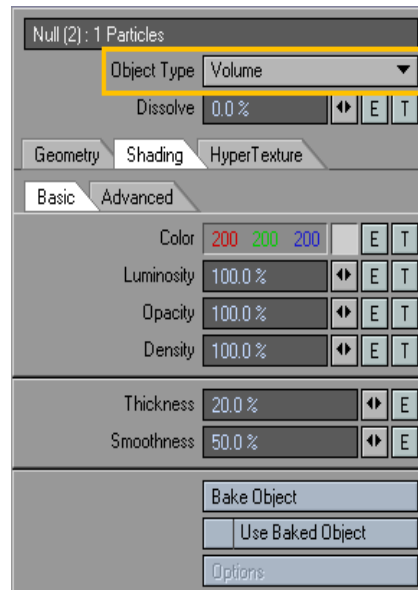 Null (2) : 1 Particles
Object Type Volume
Dissolve 0.0 % E T
Geometry Shading HyperTexture
Basic Advanced
Color 200 200 200 E T
Luminosity 100.0 % E T
Opacity 100.0 % E T
Density 100.0 % E T
Thickness 20.0 % E
Smoothness 50.0 % E
Bake Object
Use Baked Object
Options